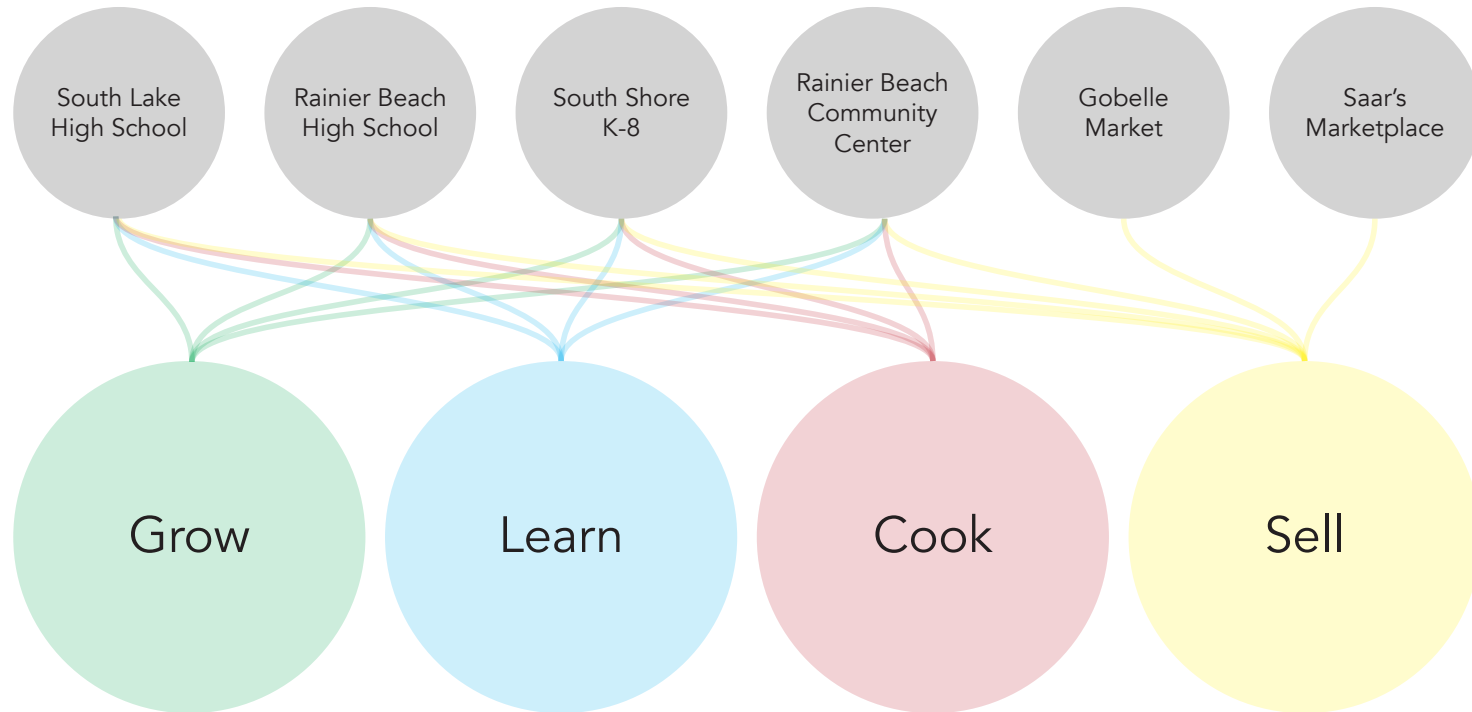 South Lake
High School
Rainier Beach
High School
South Shore
K-8
Rainier Beach
Community
Center
Gobelle
Market
Saar’s
Marketplace
Grow
Learn
Cook
Sell